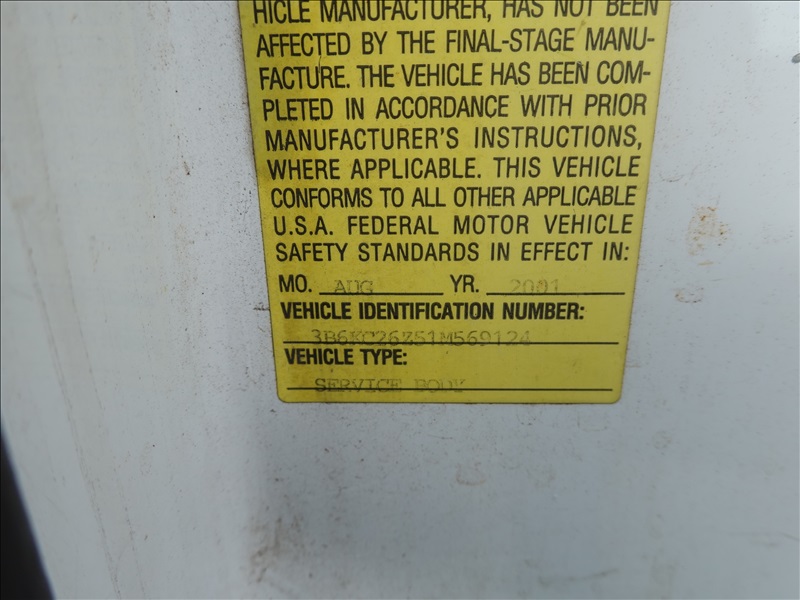 HICLE MANUFACTURER, HAS NOT BEEN
AFFECTED BY THE FINAL-STAGE MANU-
FACTURE. THE VEHICLE HAS BEEN COM-
PLETED IN ACCORDANCE WITH PRIOR
MANUFACTURER'S INSTRUCTIONS,
WHERE APPLICABLE. THIS VEHICLE
CONFORMS TO ALL OTHER APPLICABLE
U.S.A. FEDERAL MOTOR VEHICLE
SAFETY STANDARDS IN EFFECT IN:
MO. AUG YR. 2001
VEHICLE IDENTIFICATION NUMBER:
3B6KC26Z51M569124
VEHICLE TYPE:
SERVICE BODY